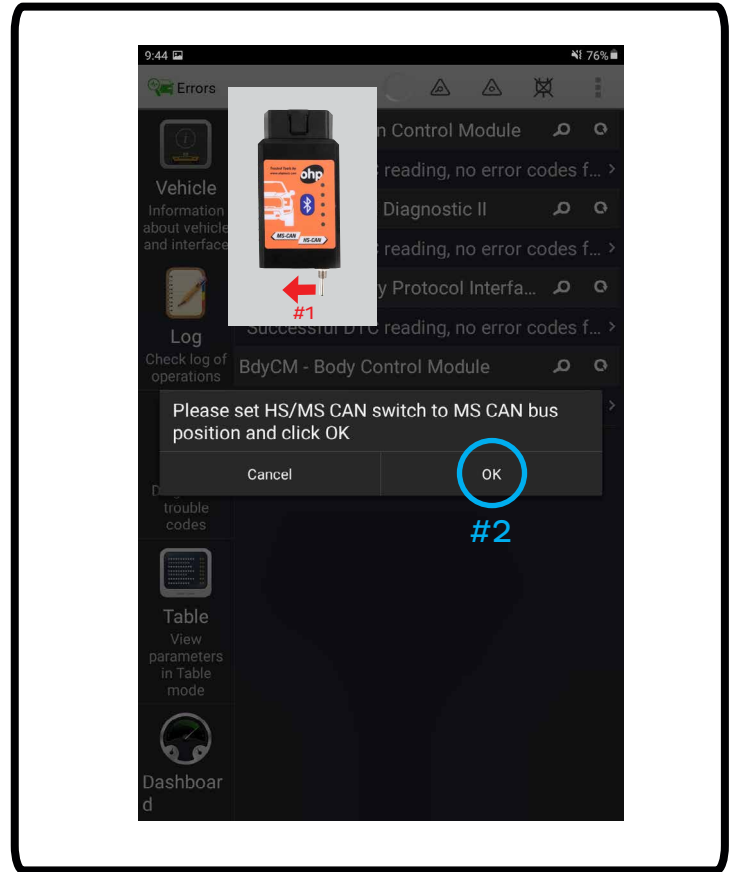 9:44 76%
Errors
n Control Module
reading, no error codes f...
Vehicle
Information
about vehicle
and interface
Diagnostic II
reading, no error codes f...
y Protocol Interfa...
Successful DTC reading, no error codes f...
ohp
MS-CAN
HS-CAN
#1
Log
Check log of
operations
BdyCM - Body Control Module
Please set HS/MS CAN switch to MS CAN bus
position and click OK
Cancel OK
#2
trouble
codes
Table
View
parameters
in Table
mode
Dashboar
d